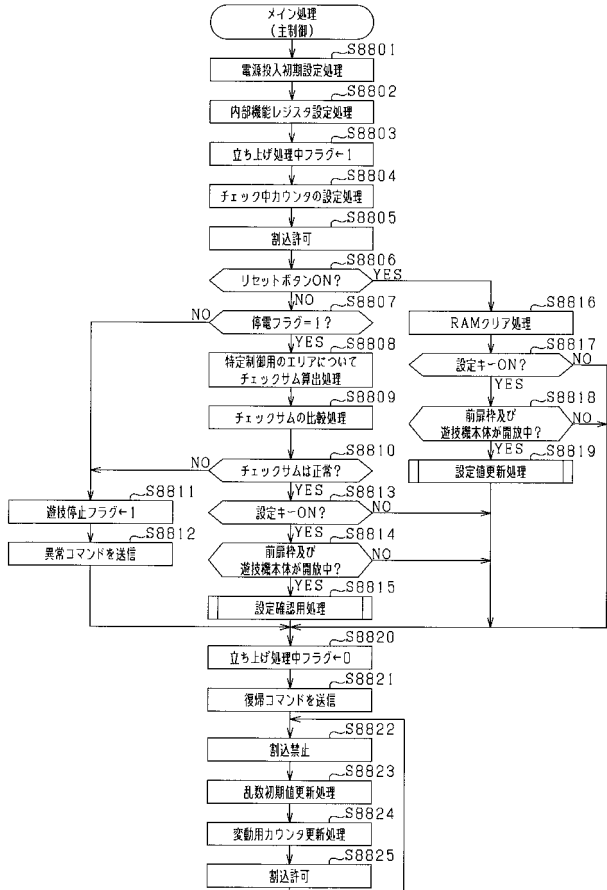 メイン処理
(主制御)
S8801
電源投入初期設定処理
S8802
内部機能レジスタ設定処理
S8803
立ち上げ処理中フラグ←1
S8804
チェック中カウンタの設定処理
S8805
割込許可
S8806
リセットボタンON?
YES
NO
S8807
停電フラグ=1?
NO
YES
S8808
特定制御用のエリアについて
チェックサム算出処理
S8809
チェックサムの比較処理
S8810
チェックサムは正常?
NO
YES
S8811
遊技停止フラグ←1
S8812
異常コマンドを送信
S8813
設定キーON?
NO
YES
S8814
前扉枠及び
遊技機本体が開放中?
NO
YES
S8815
設定確認用処理
S8816
RAMクリア処理
S8817
設定キーON?
NO
YES
S8818
前扉枠及び
遊技機本体が開放中?
NO
YES
S8819
設定値更新処理
S8820
立ち上げ処理中フラグ←0
S8821
復帰コマンドを送信
S8822
割込禁止
S8823
乱数初期値更新処理
S8824
変動用カウンタ更新処理
S8825
割込許可